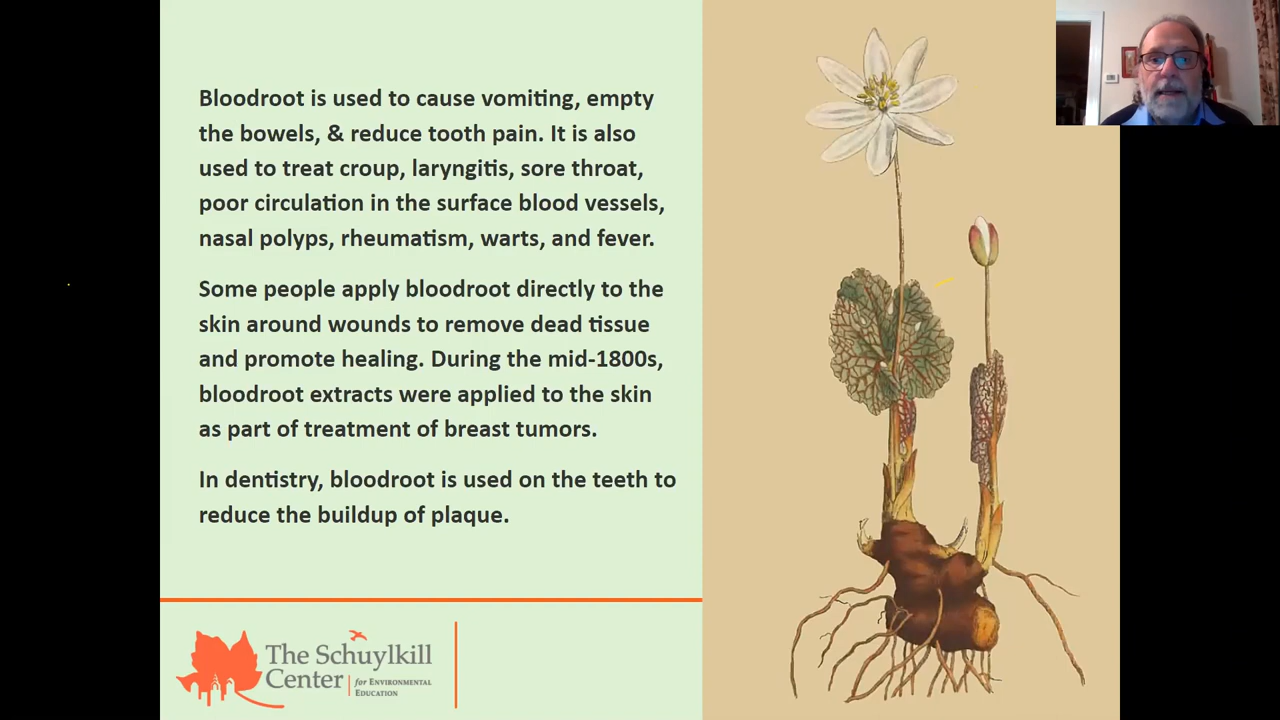 Bloodroot is used to cause vomiting, empty
the bowels, & reduce tooth pain. It is also
used to treat croup, laryngitis, sore throat,
poor circulation in the surface blood vessels,
nasal polyps, rheumatism, warts, and fever.
Some people apply bloodroot directly to the
skin around wounds to remove dead tissue
and promote healing. During the mid-1800s,
bloodroot extracts were applied to the skin
as part of treatment of breast tumors.
In dentistry, bloodroot is used on the teeth to
reduce the buildup of plaque.
The Schuylkill
Center
for Environmental
Education